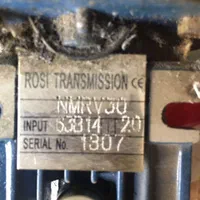 ROSI TRANSMISSION CE
NMRV30
INPUT 63B14 20
SERIAL No. 1307